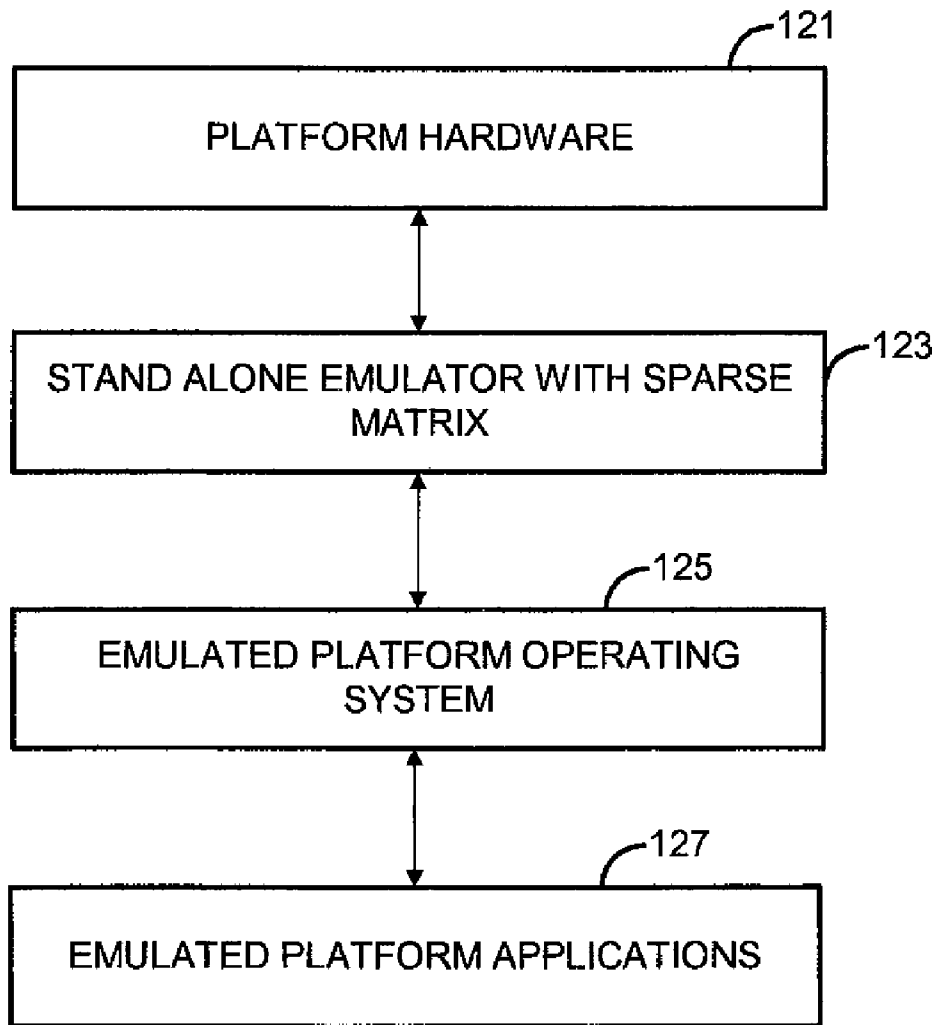 121
PLATFORM HARDWARE
123
STAND ALONE EMULATOR WITH SPARSE
MATRIX
125
EMULATED PLATFORM OPERATING
SYSTEM
127
EMULATED PLATFORM APPLICATIONS